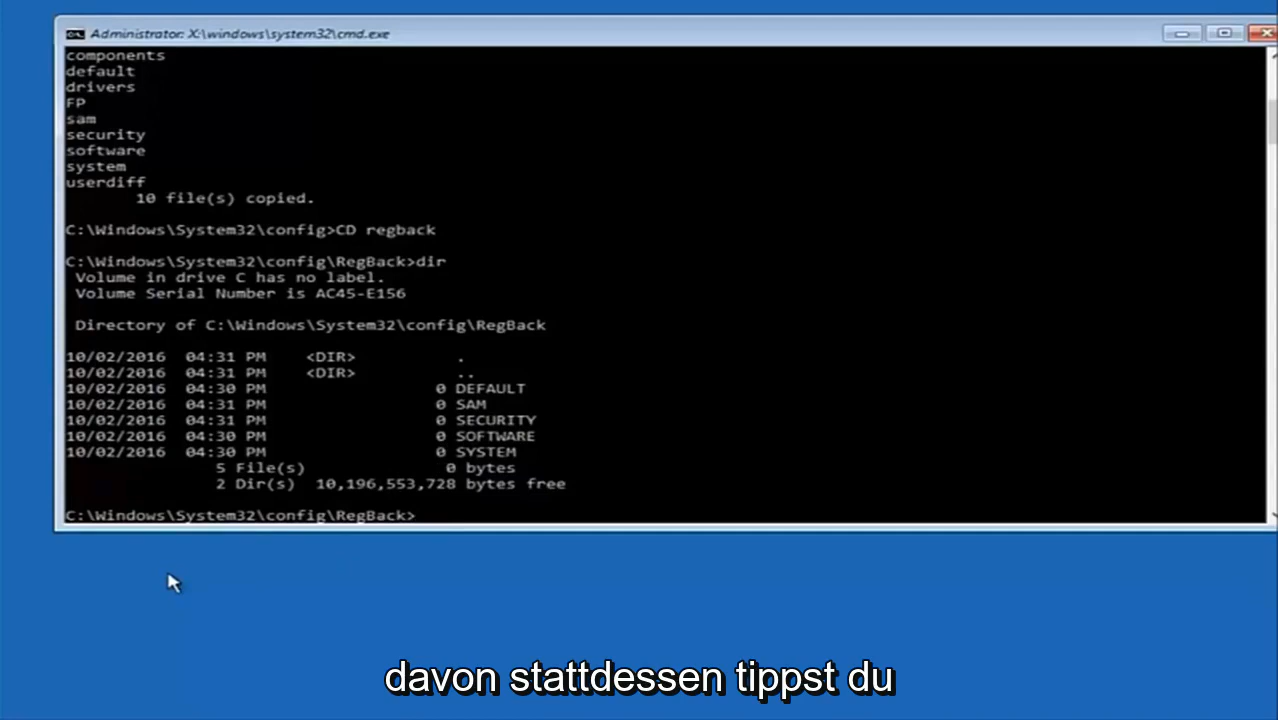 Administrator: X:\windows\system32\cmd.exe
components
default
drivers
FP
sam
security
software
system
userdiff
10 file(s) copied.
C:\Windows\System32\config>CD regback
C:\Windows\System32\config\RegBack>dir
Volume in drive C has no label.
Volume Serial Number is AC45-E156
Directory of C:\Windows\System32\config\RegBack
10/02/2016 04:31 PM <DIR> .
10/02/2016 04:31 PM <DIR> ..
10/02/2016 04:30 PM 0 DEFAULT
10/02/2016 04:31 PM 0 SAM
10/02/2016 04:31 PM 0 SECURITY
10/02/2016 04:30 PM 0 SOFTWARE
10/02/2016 04:30 PM 0 SYSTEM
5 File(s) 0 bytes
2 Dir(s) 10,196,553,728 bytes free
C:\Windows\System32\config\RegBack>
davon stattdessen tippst du